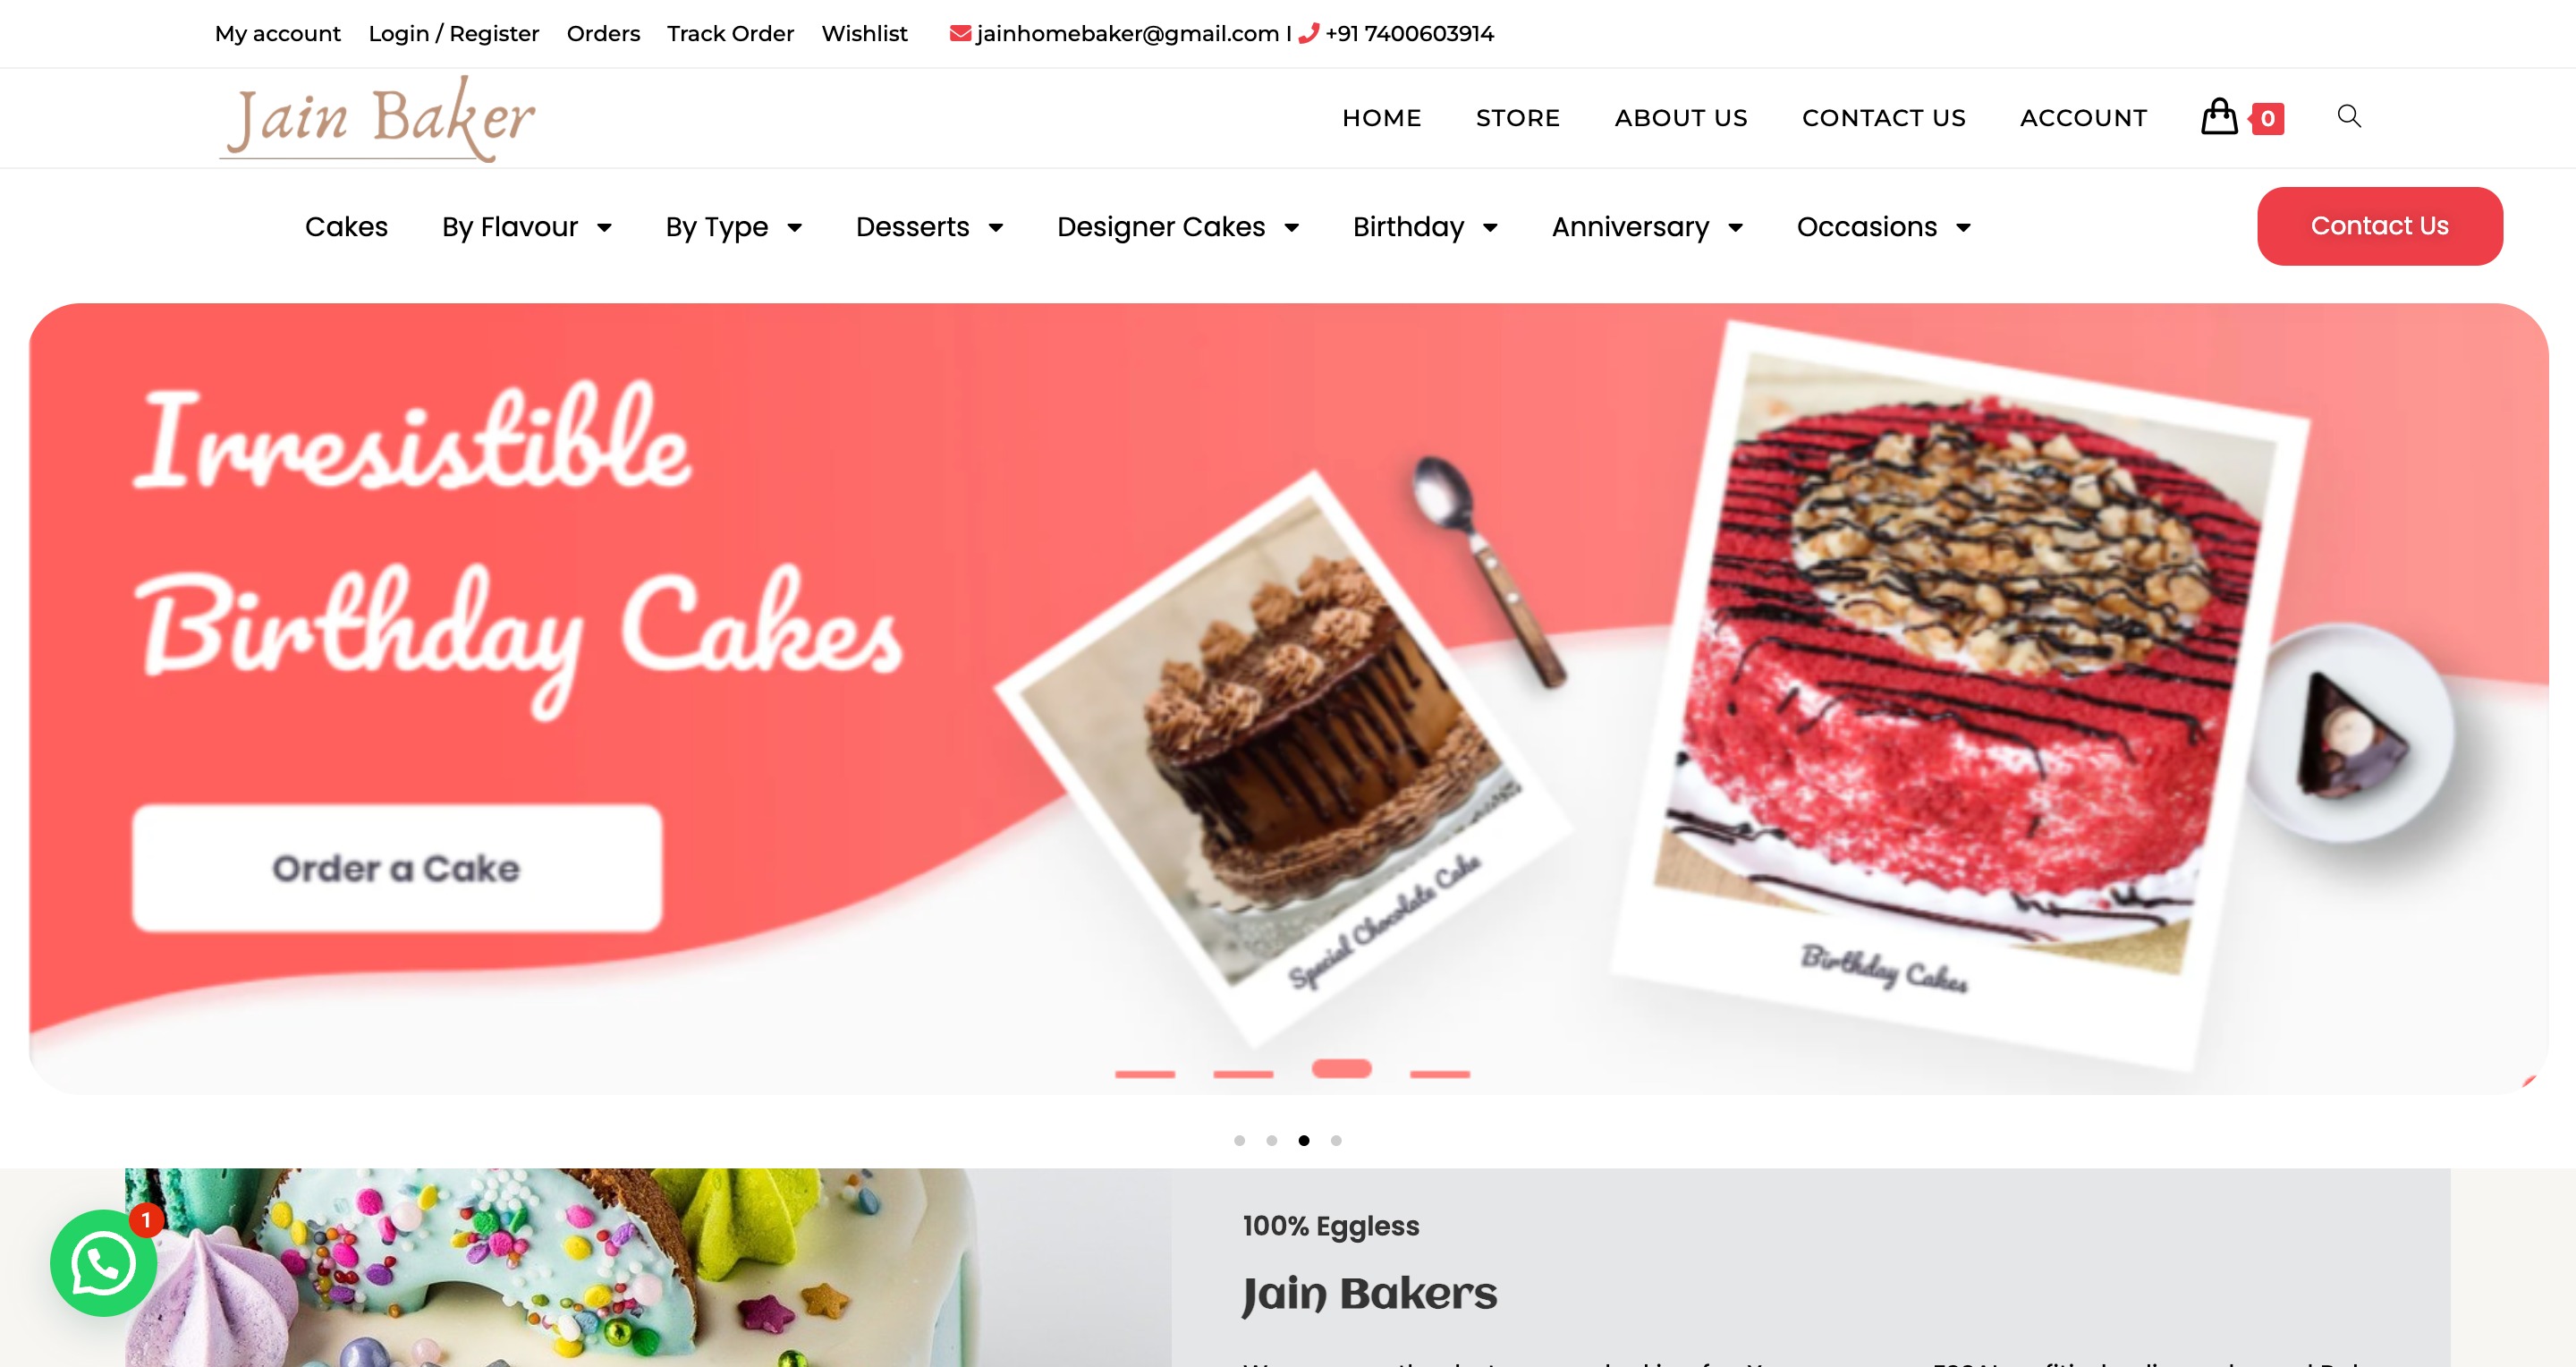 My account Login / Register Orders Track Order Wishlist jainhomebaker@gmail.com I +91 7400603914
Jain Baker
HOME STORE ABOUT US CONTACT US ACCOUNT 0
Cakes By Flavour By Type Desserts Designer Cakes Birthday Anniversary Occasions Contact Us
Irresistible
Birthday Cakes
Order a Cake
Special Chocolate Cake
Birthday Cakes
1
100% Eggless
Jain Bakers